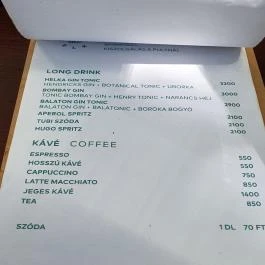 KISZOLGÁLÁS A PULTNÁL
LONG DRINK
HELKA GIN TONIC
HENDRICKS GIN + BOTANICAL TONIC + UBORKA 3200
BOMBAY GIN
TONIC BOMBAY GIN + HENRY TONIC + NARANCS HÉJ 3000
BALATON GIN TONIC
BALATON GIN + BALATONIC + BORÓKA BOGYÓ 2900
APEROL SPRITZ 2100
TUBI SZÓDA 2100
HUGO SPRITZ 2100
KÁVÉ COFFEE
ESPRESSO 550
HOSSZÚ KÁVÉ 550
CAPPUCCINO 750
LATTE MACCHIATO 850
JEGES KÁVÉ 1400
TEA 850
SZÓDA 1 DL 70 FT